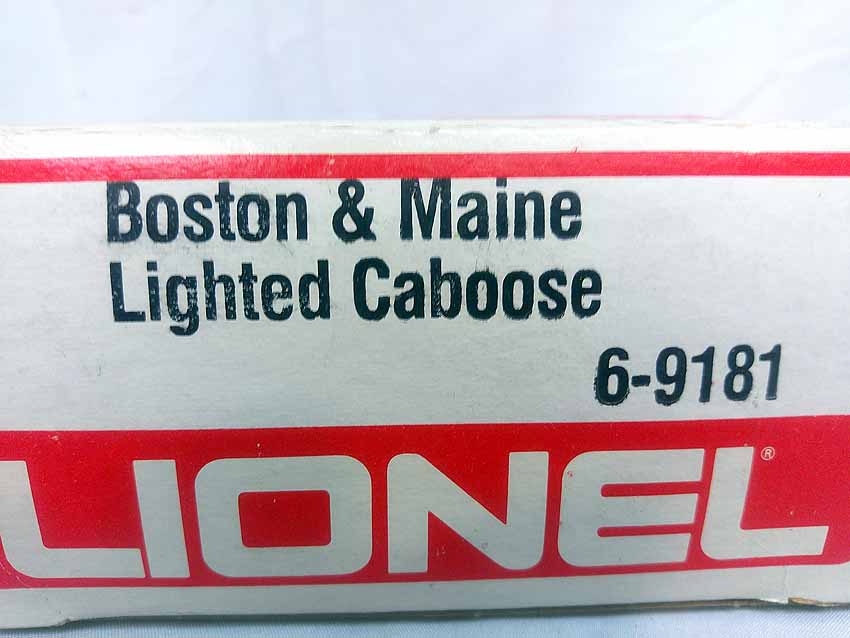 Boston & Maine
Lighted Caboose
6-9181
LIONEL®